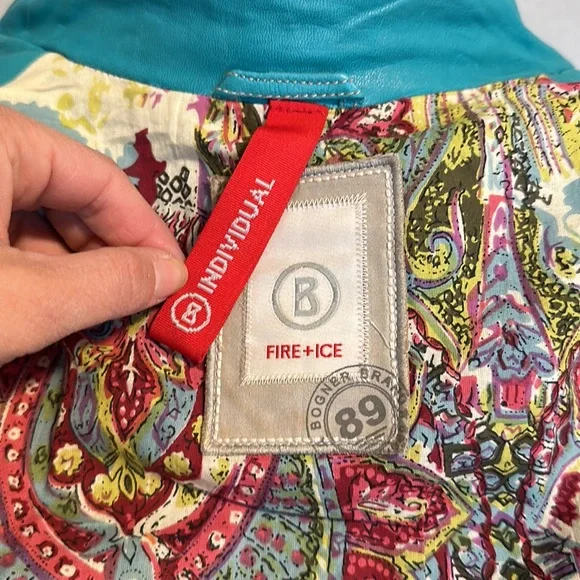 B INDIVIDUAL
B
FIRE+ICE
BOGNER BRAND
89